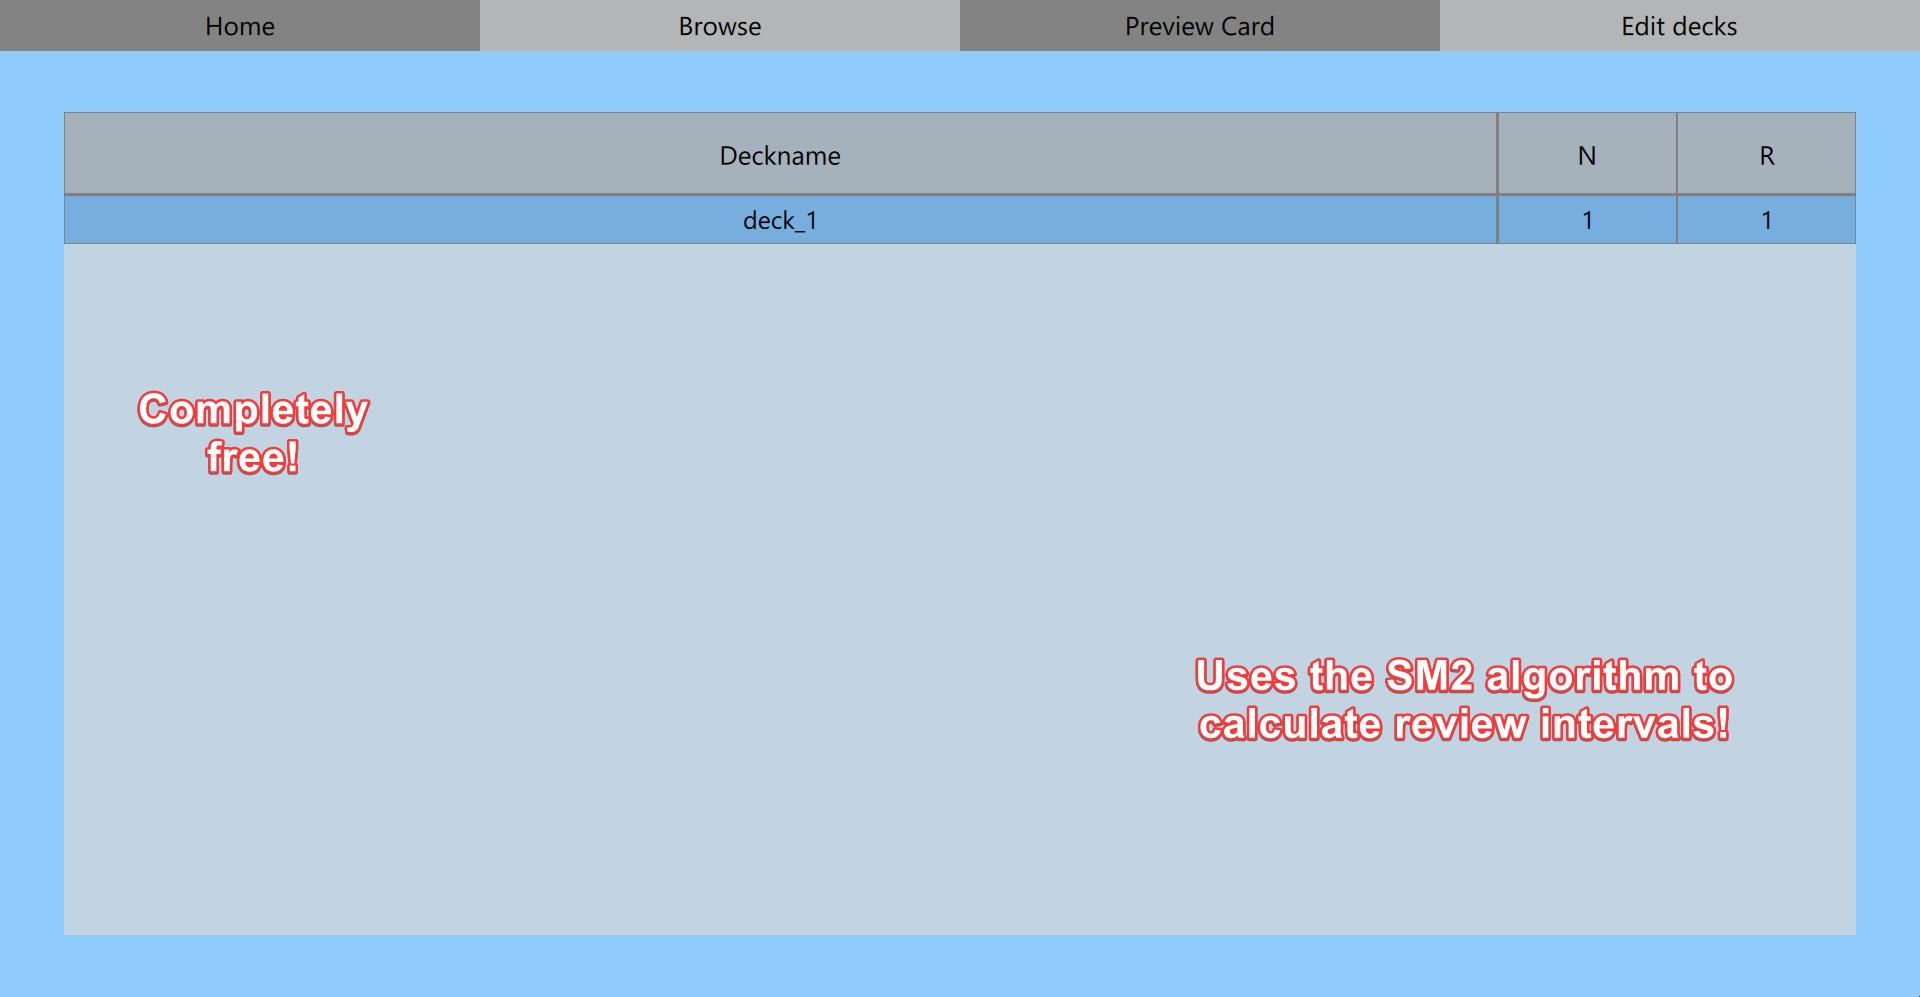 Home Browse Preview Card Edit decks
Deckname N R
deck_1 1 1
Completely
free!
Uses the SM2 algorithm to
calculate review intervals!